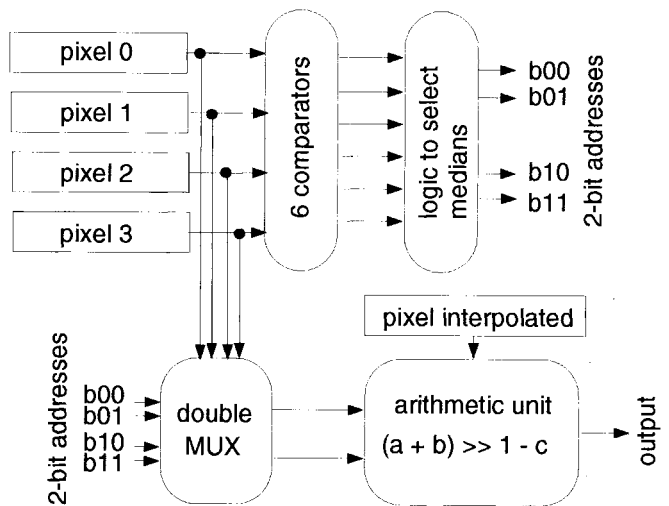 pixel 0
pixel 1
pixel 2
pixel 3
6 comparators
logic to select
medians
b00
b01
b10
b11
2-bit addresses
pixel interpolated
2-bit addresses
b00
b01
b10
b11
double
MUX
arithmetic unit
(a + b) >> 1 - c
output